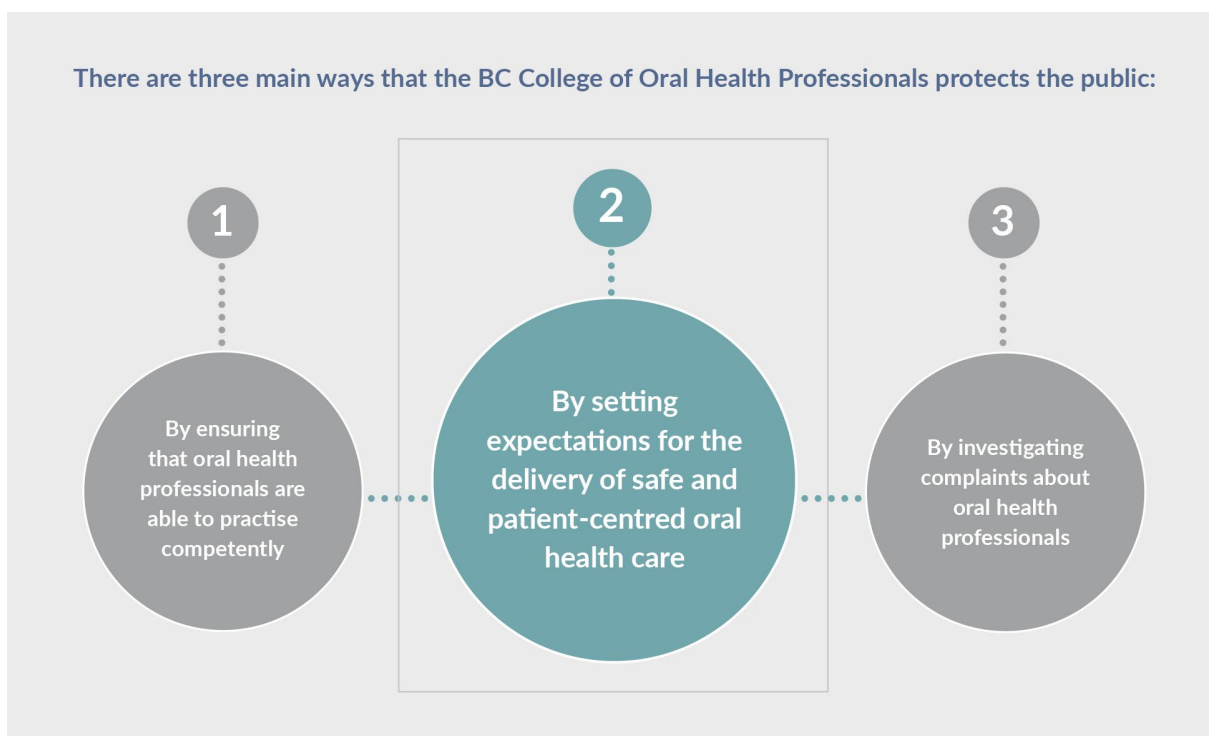 There are three main ways that the BC College of Oral Health Professionals protects the public:
1
By ensuring
that oral health
professionals are
able to practise
competently
2
By setting
expectations for the
delivery of safe and
patient-centred oral
health care
3
By investigating
complaints about
oral health
professionals